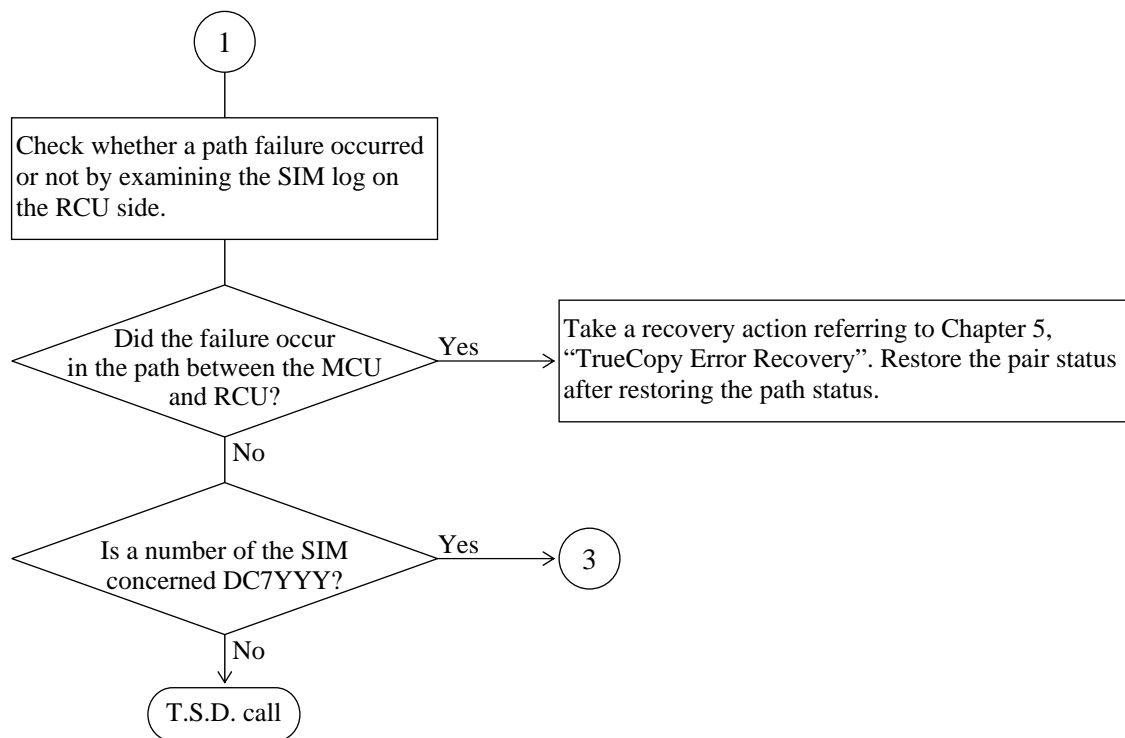 1
Check whether a path failure occurred
or not by examining the SIM log on
the RCU side.
Did the failure occur
in the path between the MCU
and RCU?
Yes
Take a recovery action referring to Chapter 5,
“TrueCopy Error Recovery”. Restore the pair status
after restoring the path status.
No
Is a number of the SIM
concerned DC7YYY?
Yes
3
No
T.S.D. call